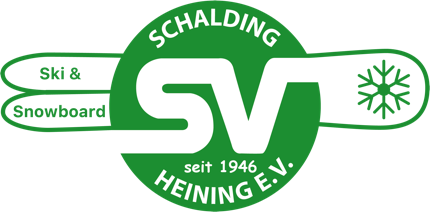 SCHALDING
Ski &
Snowboard
SV
seit 1946
HEINING E.V.